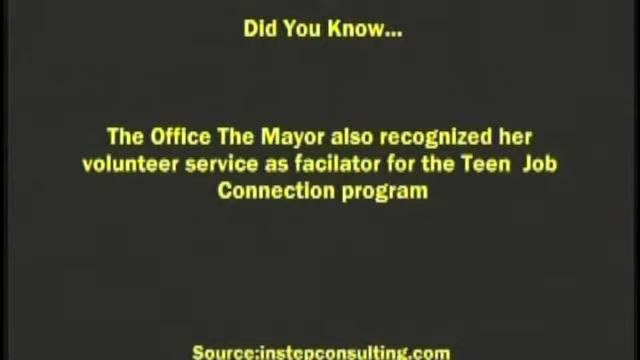 Did You Know...
The Office The Mayor also recognized her
volunteer service as facilator for the Teen Job
Connection program
Source:instepconsulting.com